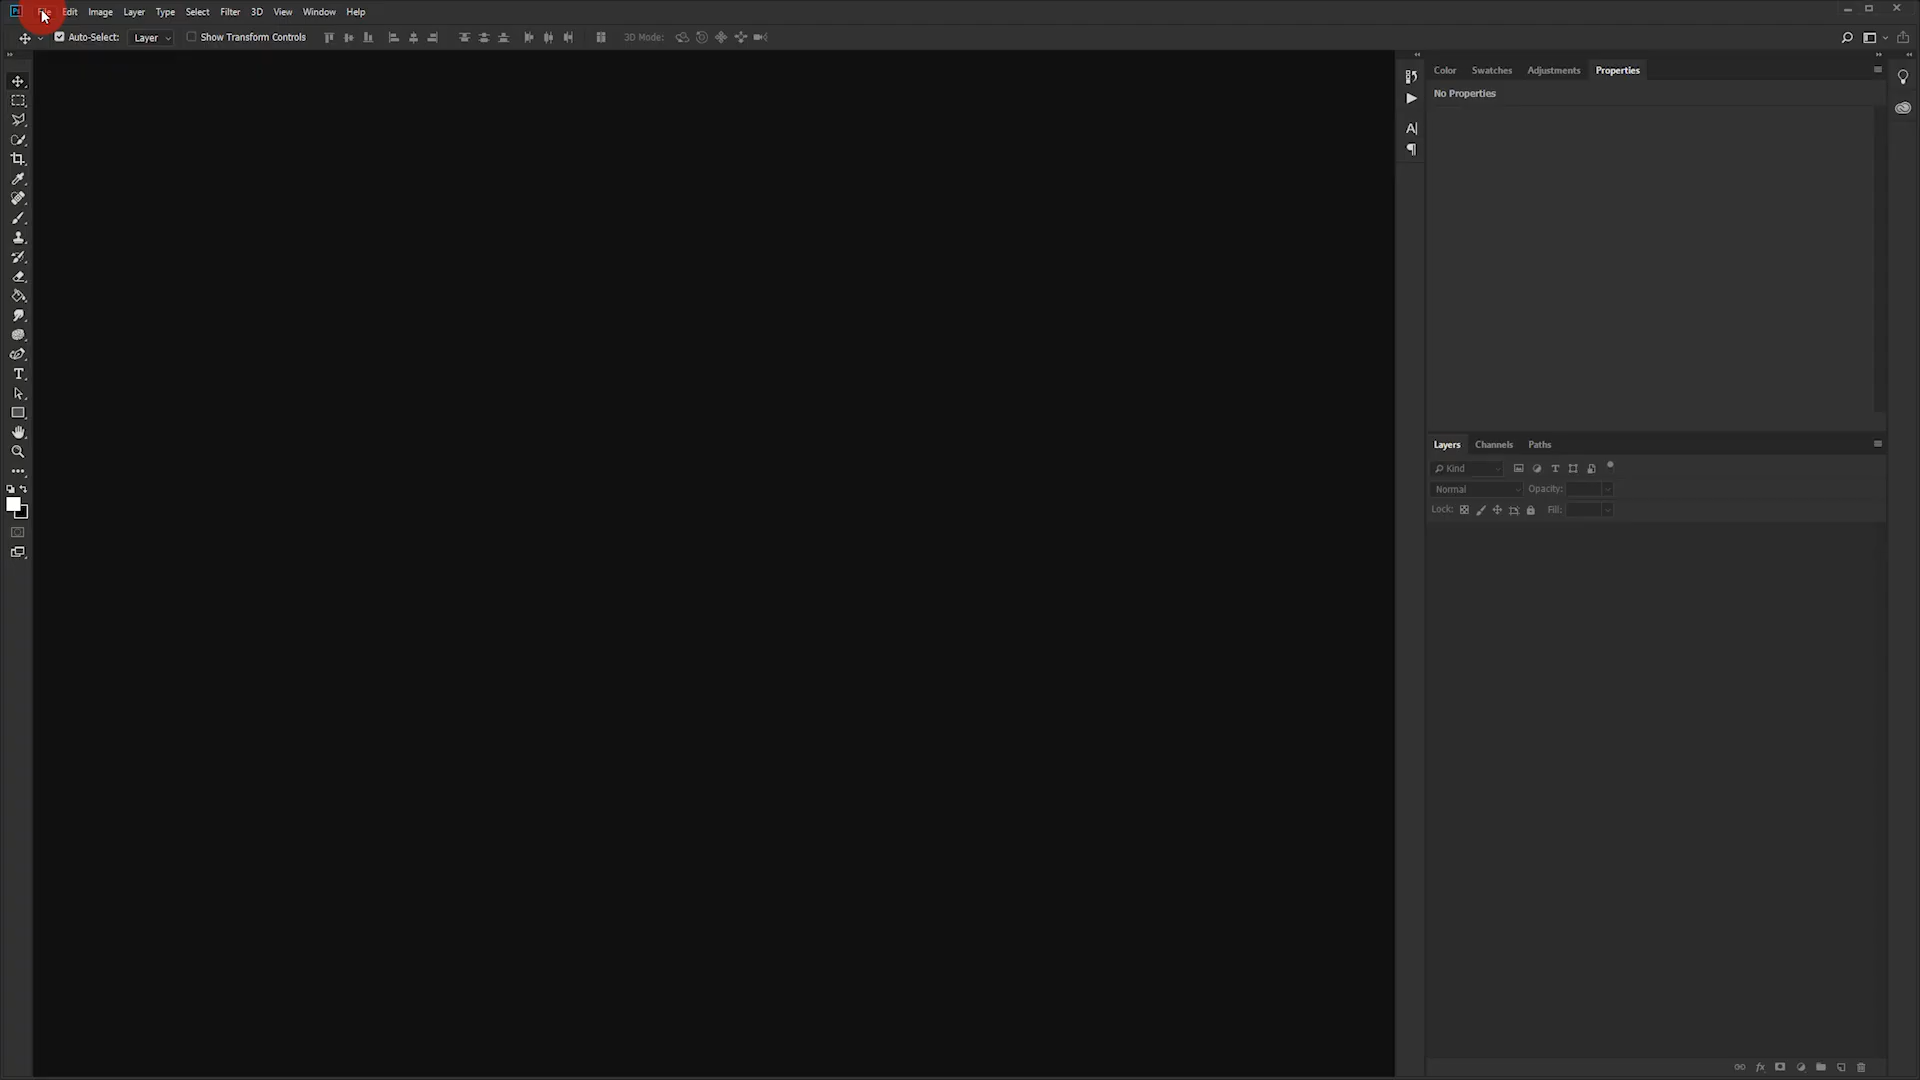 Ps File Edit Image Layer Type Select Filter 3D View Window Help
Auto-Select: Layer Show Transform Controls 3D Mode:
Color Swatches Adjustments Properties
No Properties
Layers Channels Paths
Kind
Normal Opacity:
Lock: Fill: